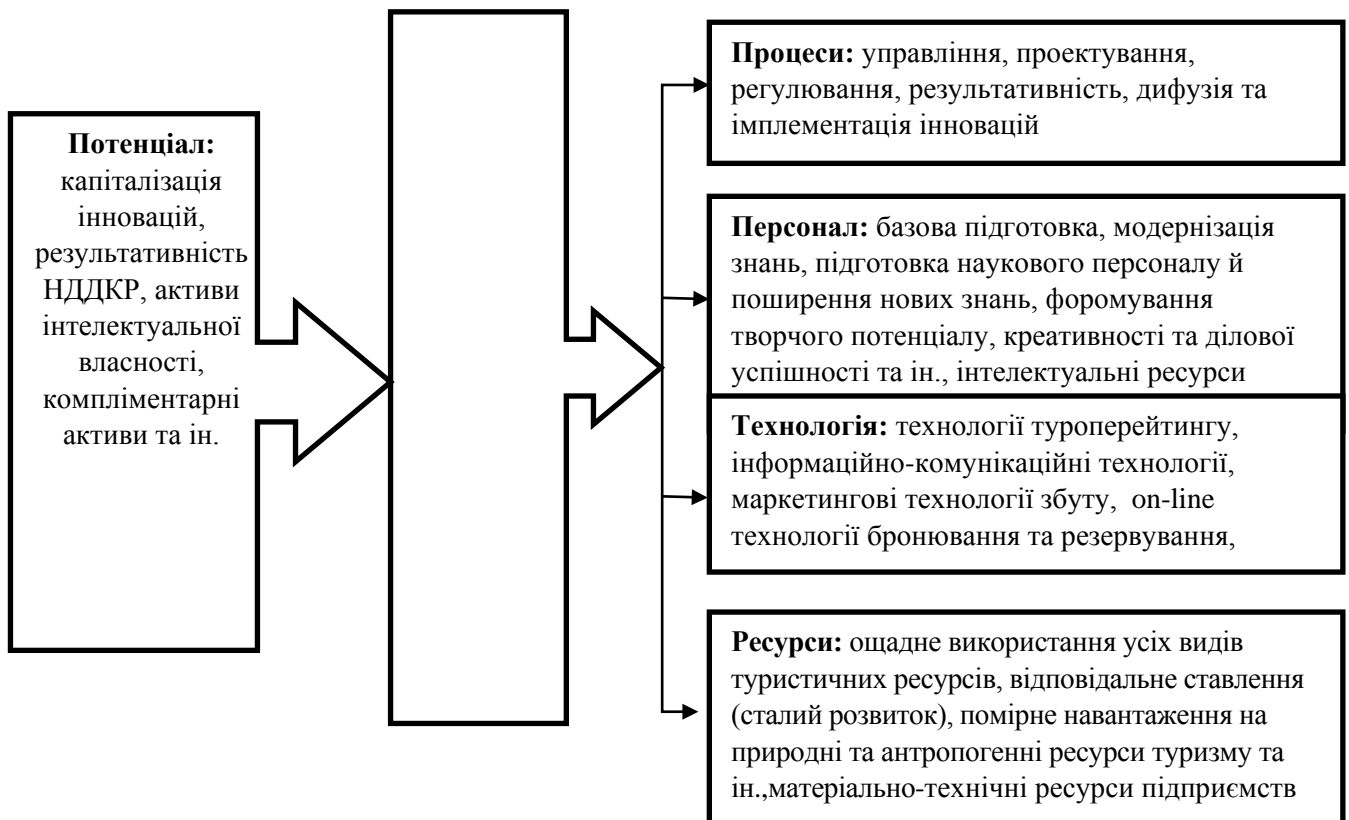 Потенціал:
капіталізація
інновацій,
результативність
НДДКР, активи
інтелектуальної
власності,
компліментарні
активи та ін.
Процеси: управління, проектування,
регулювання, результативність, дифузія та
імплементація інновацій
Персонал: базова підготовка, модернізація
знань, підготовка наукового персоналу й
поширення нових знань, форомування
творчого потенціалу, креативності та ділової
успішності та ін., інтелектуальні ресурси
Технологія: технології туроперейтингу,
інформаційно-комунікаційні технології,
маркетингові технології збуту, on-line
технології бронювання та резервування,
Ресурси: ощадне використання усіх видів
туристичних ресурсів, відповідальне ставлення
(сталий розвиток), помірне навантаження на
природні та антропогенні ресурси туризму та
ін.,матеріально-технічні ресурси підприємств